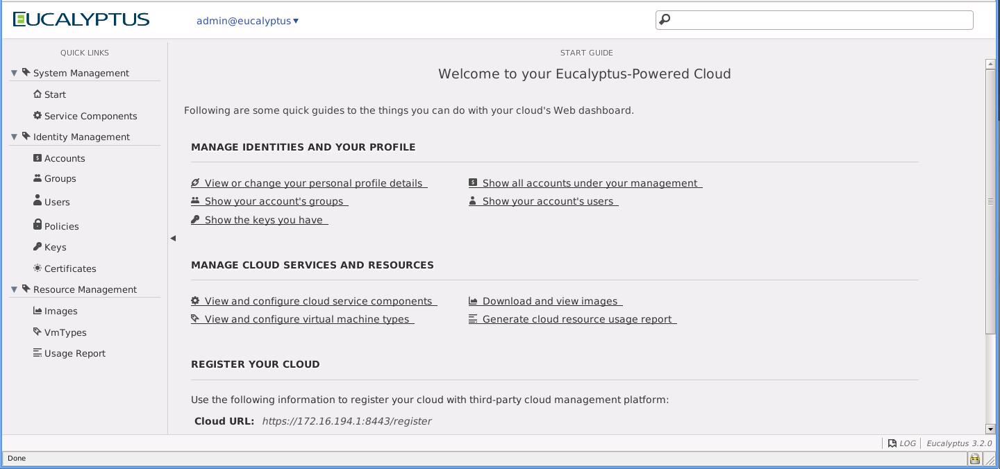 EUCALYPTUS
admin@eucalyptus
QUICK LINKS
System Management
Start
Service Components
Identity Management
Accounts
Groups
Users
Policies
Keys
Certificates
Resource Management
Images
VmTypes
Usage Report
START GUIDE
Welcome to your Eucalyptus-Powered Cloud
Following are some quick guides to the things you can do with your cloud's Web dashboard.
MANAGE IDENTITIES AND YOUR PROFILE
View or change your personal profile details
Show all accounts under your management
Show your account's groups
Show your account's users
Show the keys you have
MANAGE CLOUD SERVICES AND RESOURCES
View and configure cloud service components
Download and view images
View and configure virtual machine types
Generate cloud resource usage report
REGISTER YOUR CLOUD
Use the following information to register your cloud with third-party cloud management platform:
Cloud URL: https://172.16.194.1:8443/register
LOG
Eucalyptus 3.2.0
Done